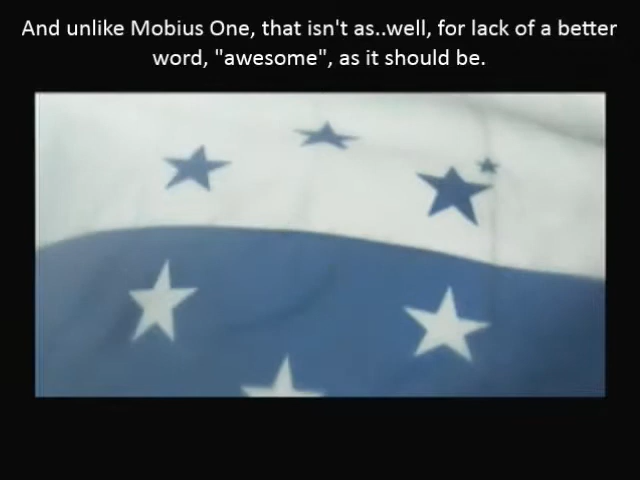 And unlike Mobius One, that isn't as..well, for lack of a better
word, "awesome", as it should be.